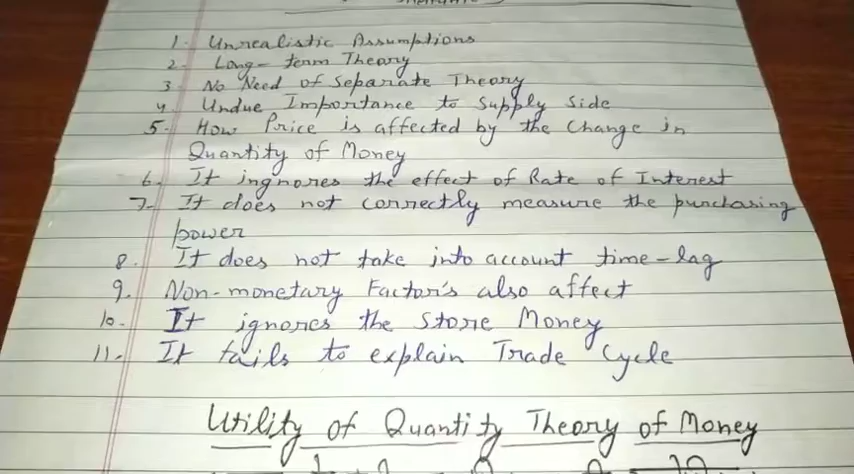 1. Unrealistic Assumptions
2. Long-term Theory
3 No Need of Separate Theory
4 Undue Importance to Supply Side
5. How Price is affected by the Change in
Quantity of Money
6. It ingnores the effect of Rate of Interest
7. It does not correctly measure the purchasing
power
8. It does not take into account time-lag
9. Non-monetary Factor's also affect
10. It ignores the Store Money
11. It fails to explain Trade Cycle
Utility of Quantity Theory of Money